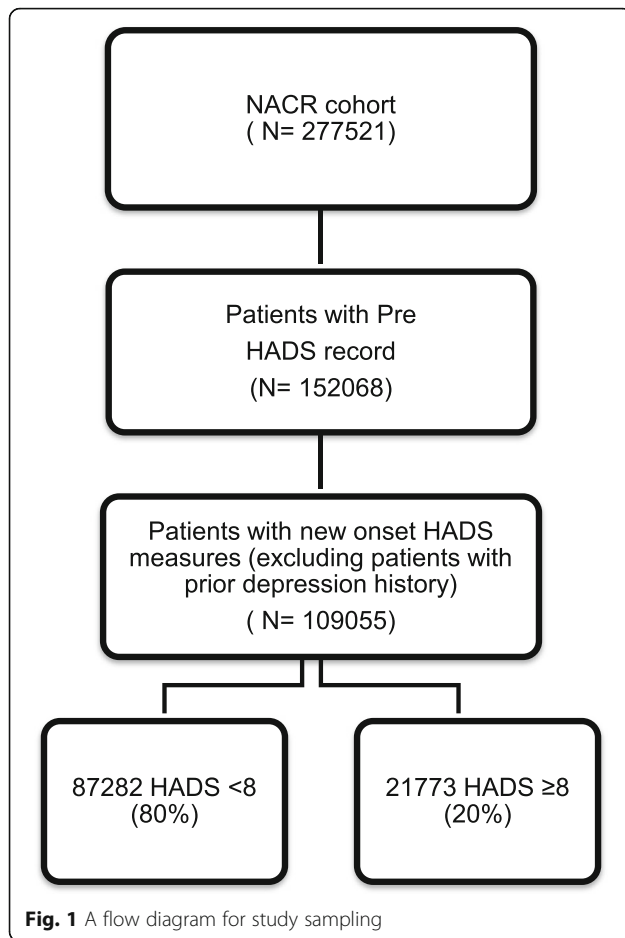 NACR cohort
( N= 277521)
Patients with Pre
HADS record
(N= 152068)
Patients with new onset HADS
measures (excluding patients with
prior depression history)
( N= 109055)
87282 HADS <8
(80%)
21773 HADS ≥8
(20%)
Fig. 1 A flow diagram for study sampling